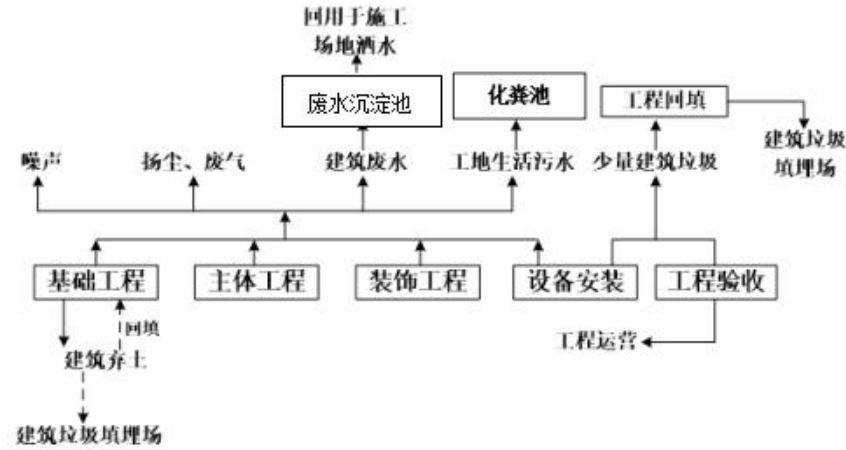 回用于施工
场地洒水
废水沉淀池
化粪池
工程回填
建筑垃圾
填埋场
噪声
扬尘、废气
建筑废水
工地生活污水
少量建筑垃圾
基础工程
主体工程
装饰工程
设备安装
工程验收
回填
工程运营
建筑弃土
建筑垃圾填埋场